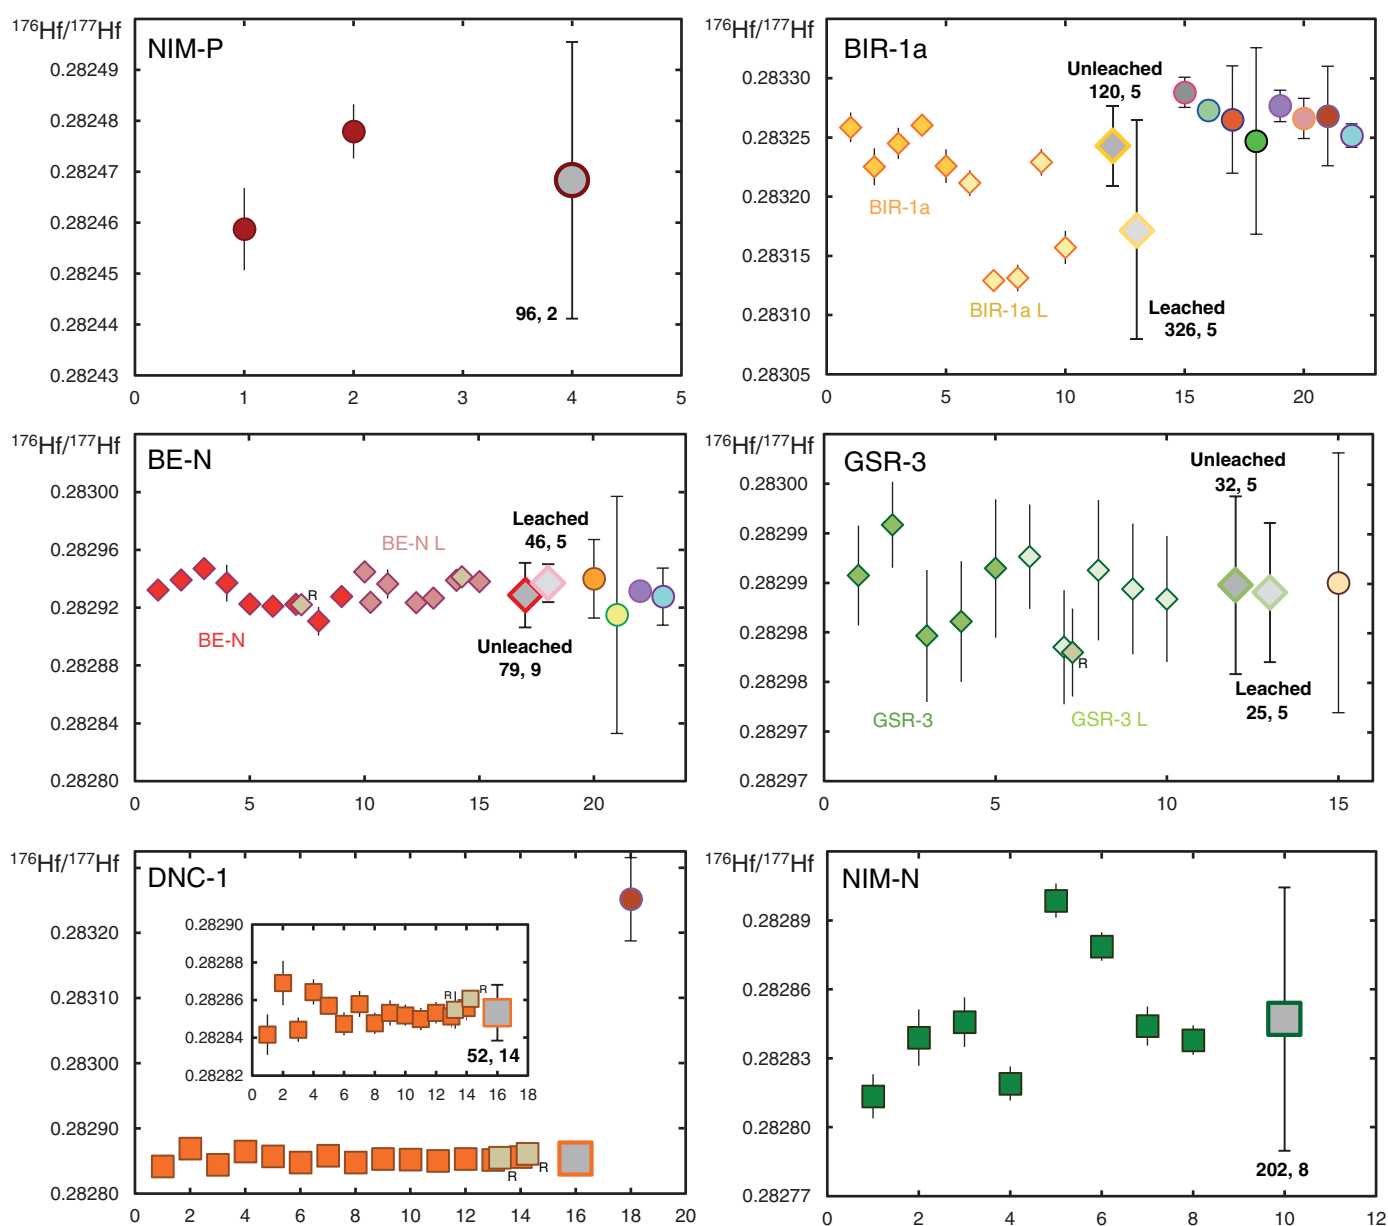 176Hf/177Hf
NIM-P
0.28249
0.28248
0.28247
0.28246
0.28245
0.28244
0.28243
96, 2
0 1 2 3 4 5
176Hf/177Hf
BIR-1a
0.28330
0.28325
0.28320
0.28315
0.28310
0.28305
Unleached
120, 5
BIR-1a
BIR-1a L
Leached
326, 5
0 5 10 15 20
176Hf/177Hf
BE-N
0.28300
0.28296
0.28292
0.28288
0.28284
0.28280
Leached
46, 5
BE-N L
R
BE-N
Unleached
79, 9
0 5 10 15 20
176Hf/177Hf
GSR-3
0.28300
0.28299
0.28299
0.28298
0.28298
0.28297
0.28297
Unleached
32, 5
R
Leached
25, 5
GSR-3
GSR-3 L
0 5 10 15
176Hf/177Hf
DNC-1
0.28320
0.28310
0.28300
0.28290
0.28280
0.28290
0.28288
0.28286
0.28284
0.28282
R
R
52, 14
0 2 4 6 8 10 12 14 16 18
R
R
0 2 4 6 8 10 12 14 16 18 20
176Hf/177Hf
NIM-N
0.28289
0.28286
0.28283
0.28280
0.28277
202, 8
0 2 4 6 8 10 12